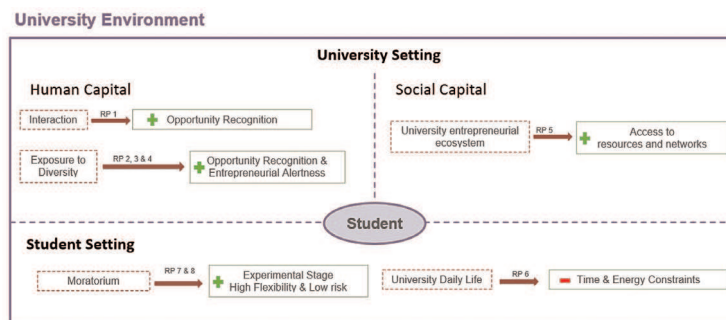 University Environment
University Setting
Human Capital
Social Capital
Interaction
RP 1
Opportunity Recognition
University entrepreneurial
ecosystem
RP 5
Access to
resources and networks
Exposure to
Diversity
RP 2, 3 & 4
Opportunity Recognition &
Entrepreneurial Alertness
Student
Student Setting
Moratorium
RP 7 & 8
Experimental Stage
High Flexibility & Low risk
University Daily Life
RP 6
Time & Energy Constraints